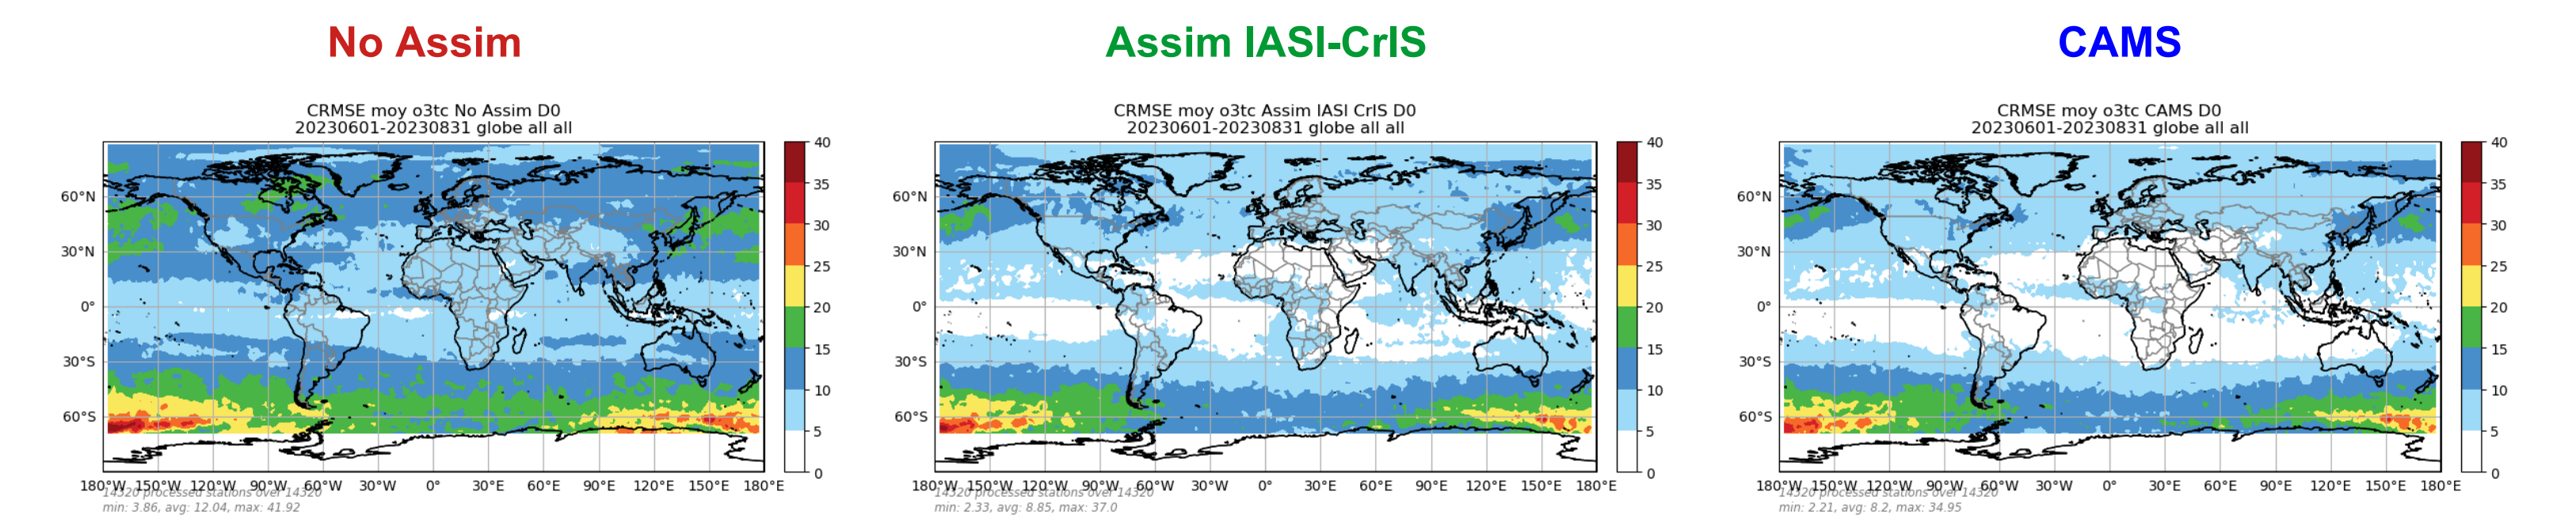 No Assim
CRMSE moy o3tc No Assim D0
20230601-20230831 globe all all
40
35
30
25
20
15
10
5
0
60°N
30°N
0°
30°S
60°S
180°W 150°W 120°W 90°W 60°W 30°W 0° 30°E 60°E 90°E 120°E 150°E 180°E
14320 processed stations over 14320
min: 3.86, avg: 12.04, max: 41.92
Assim IASI-CrIS
CRMSE moy o3tc Assim IASI CrIS D0
20230601-20230831 globe all all
40
35
30
25
20
15
10
5
0
60°N
30°N
0°
30°S
60°S
180°W 150°W 120°W 90°W 60°W 30°W 0° 30°E 60°E 90°E 120°E 150°E 180°E
14320 processed stations over 14320
min: 2.33, avg: 8.85, max: 37.0
CAMS
CRMSE moy o3tc CAMS D0
20230601-20230831 globe all all
40
35
30
25
20
15
10
5
0
60°N
30°N
0°
30°S
60°S
180°W 150°W 120°W 90°W 60°W 30°W 0° 30°E 60°E 90°E 120°E 150°E 180°E
14320 processed stations over 14320
min: 2.21, avg: 8.2, max: 34.95